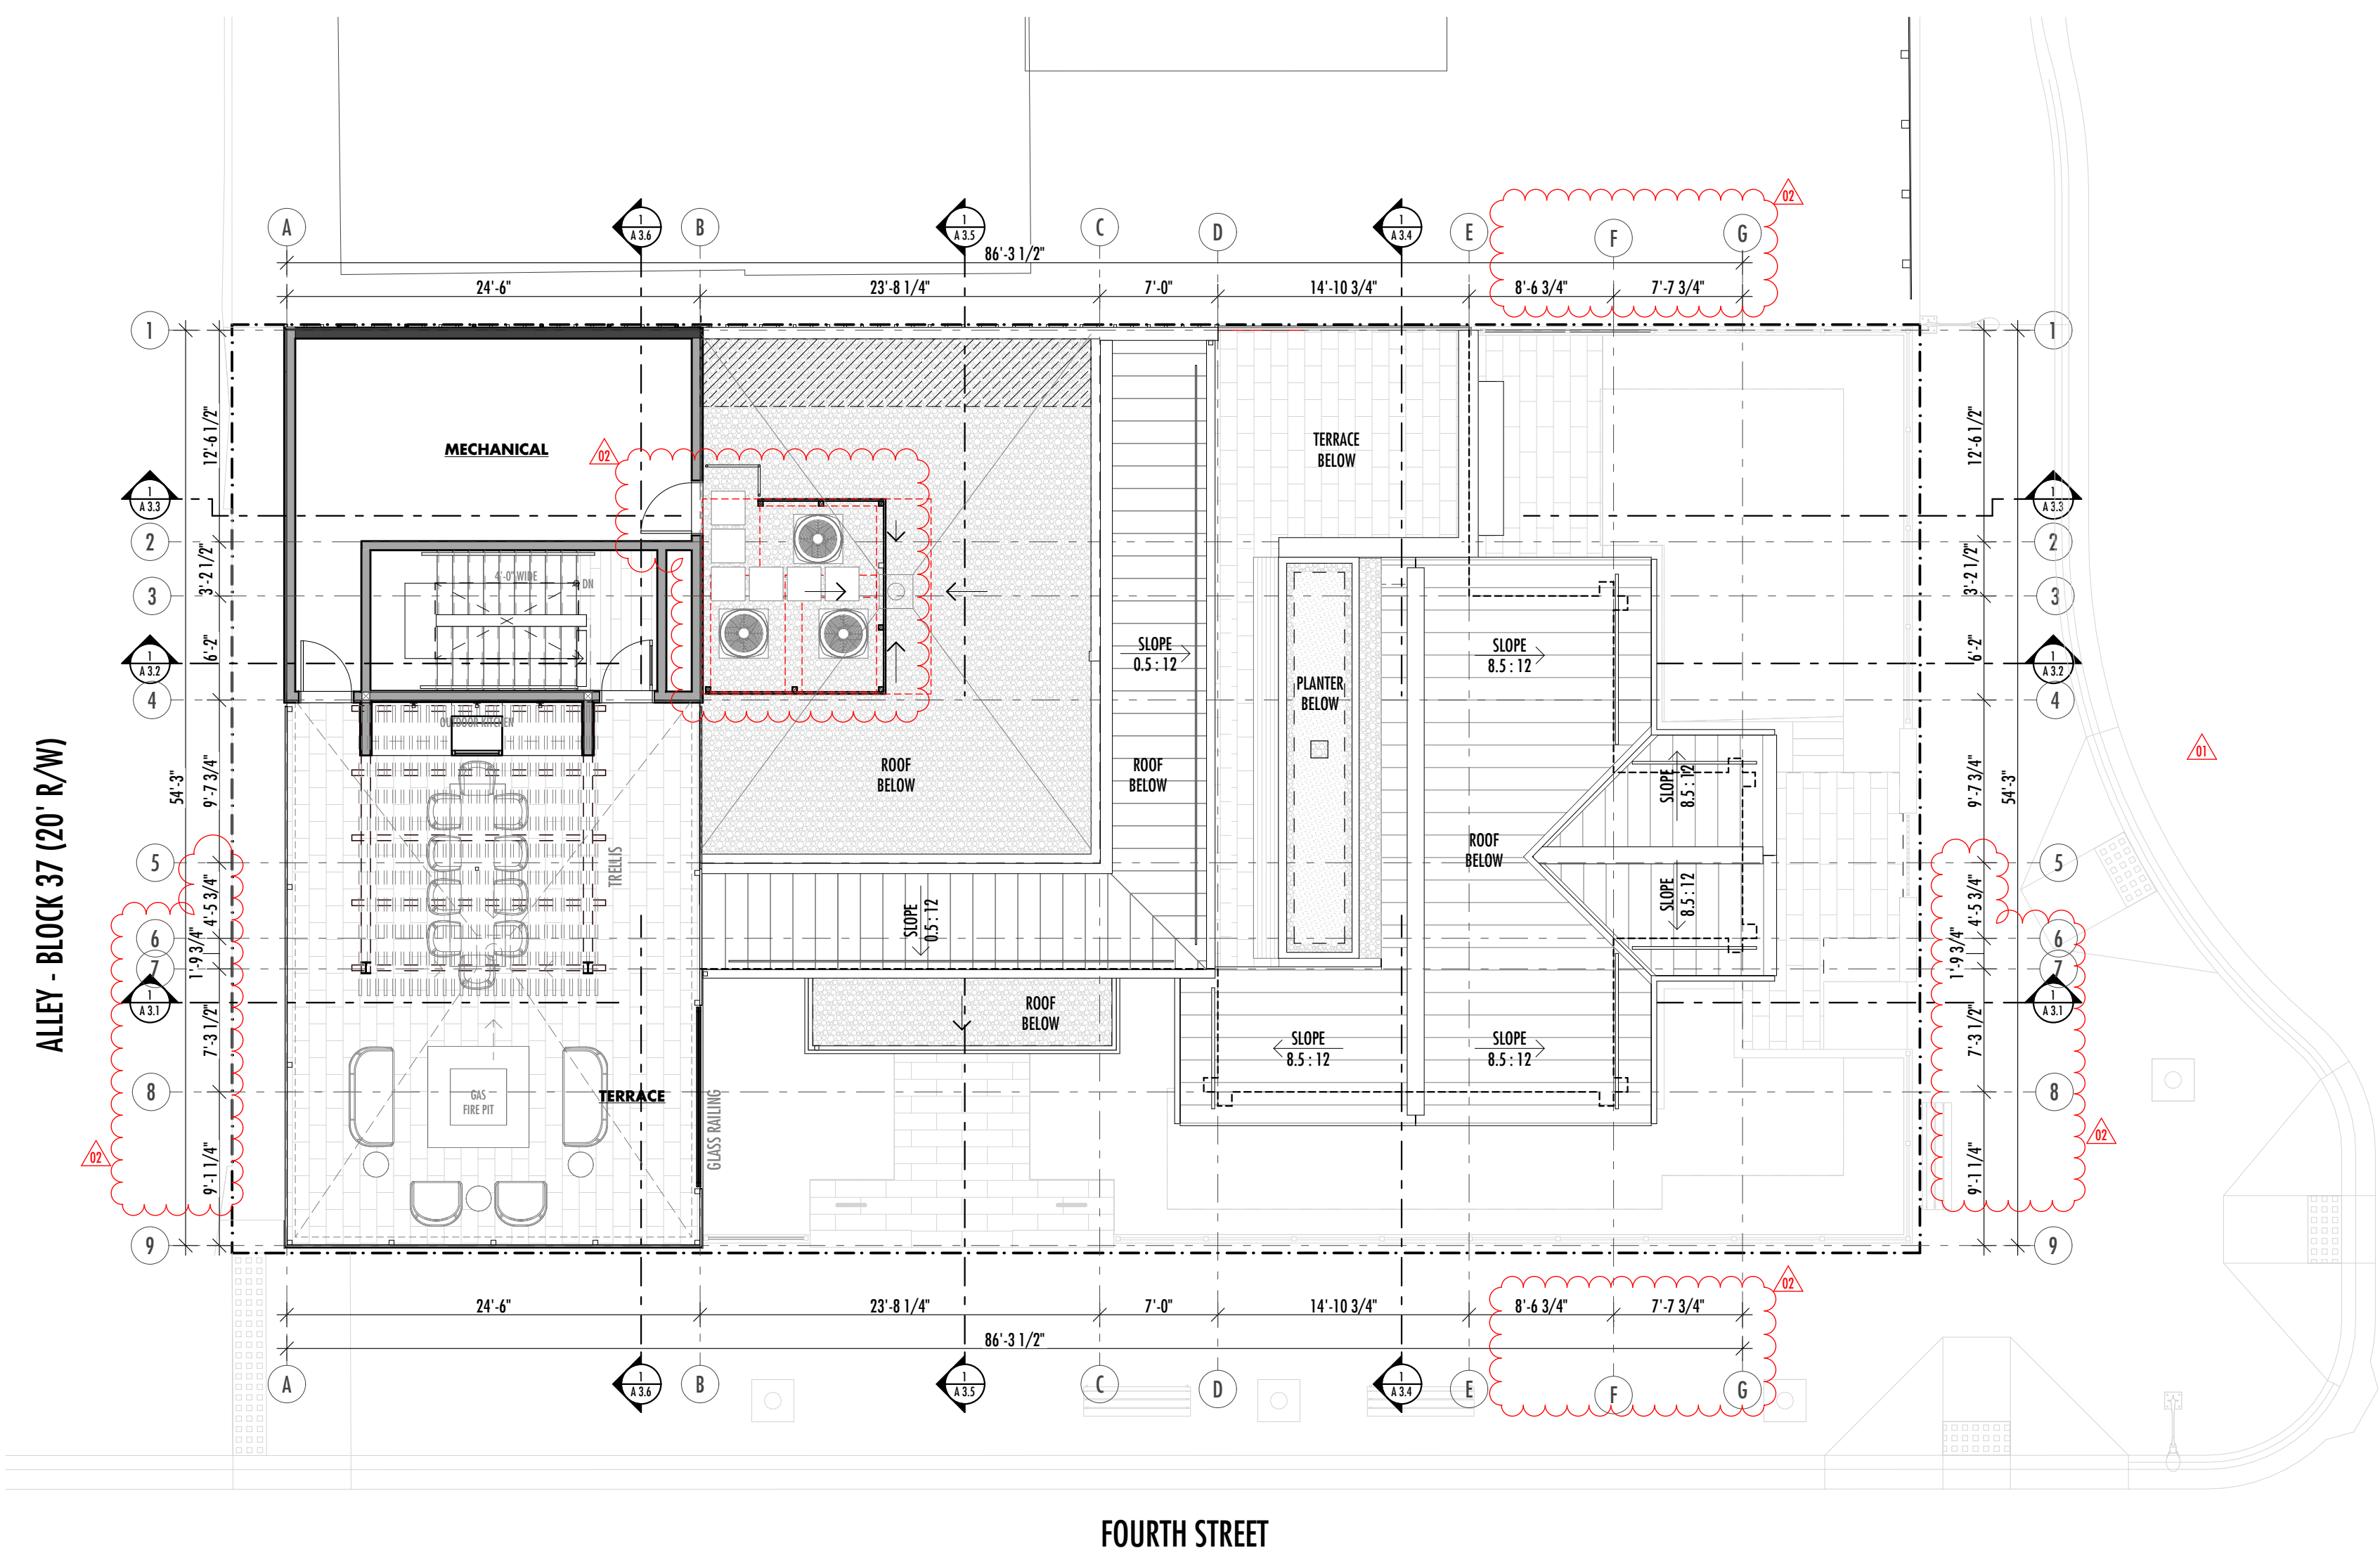 02
A
1
A 3.6
B
1
A 3.5
C
D
1
A 3.4
E
F
G
86'-3 1/2"
24'-6"
23'-8 1/4"
7'-0"
14'-10 3/4"
8'-6 3/4"
7'-7 3/4"
1
1
12'-6 1/2"
12'-6 1/2"
MECHANICAL
02
TERRACE
BELOW
1
A 3.3
1
A 3.3
2
2
3'-2 1/2"
3'-2 1/2"
4'-0" WIDE
DN
3
3
6'-2"
6'-2"
SLOPE
0.5 : 12
SLOPE
8.5 : 12
1
A 3.2
1
A 3.2
PLANTER
BELOW
4
4
OUTDOOR KITCHEN
ALLEY - BLOCK 37 (20' R/W)
54'-3"
9'-7 3/4"
ROOF
BELOW
ROOF
BELOW
SLOPE
8.5 : 12
9'-7 3/4"
54'-3"
01
TRELLIS
ROOF
BELOW
5
5
4'-5 3/4"
SLOPE
0.5 : 12
SLOPE
8.5 : 12
4'-5 3/4"
6
6
1'-9 3/4"
1'-9 3/4"
7
7
1
A 3.1
1
A 3.1
ROOF
BELOW
7'-3 1/2"
7'-3 1/2"
SLOPE
8.5 : 12
SLOPE
8.5 : 12
8
8
GAS
FIRE PIT
TERRACE
GLASS RAILING
02
02
9'-1 1/4"
9'-1 1/4"
9
9
02
24'-6"
23'-8 1/4"
7'-0"
14'-10 3/4"
8'-6 3/4"
7'-7 3/4"
86'-3 1/2"
A
1
A 3.6
B
1
A 3.5
C
D
1
A 3.4
E
F
G
FOURTH STREET